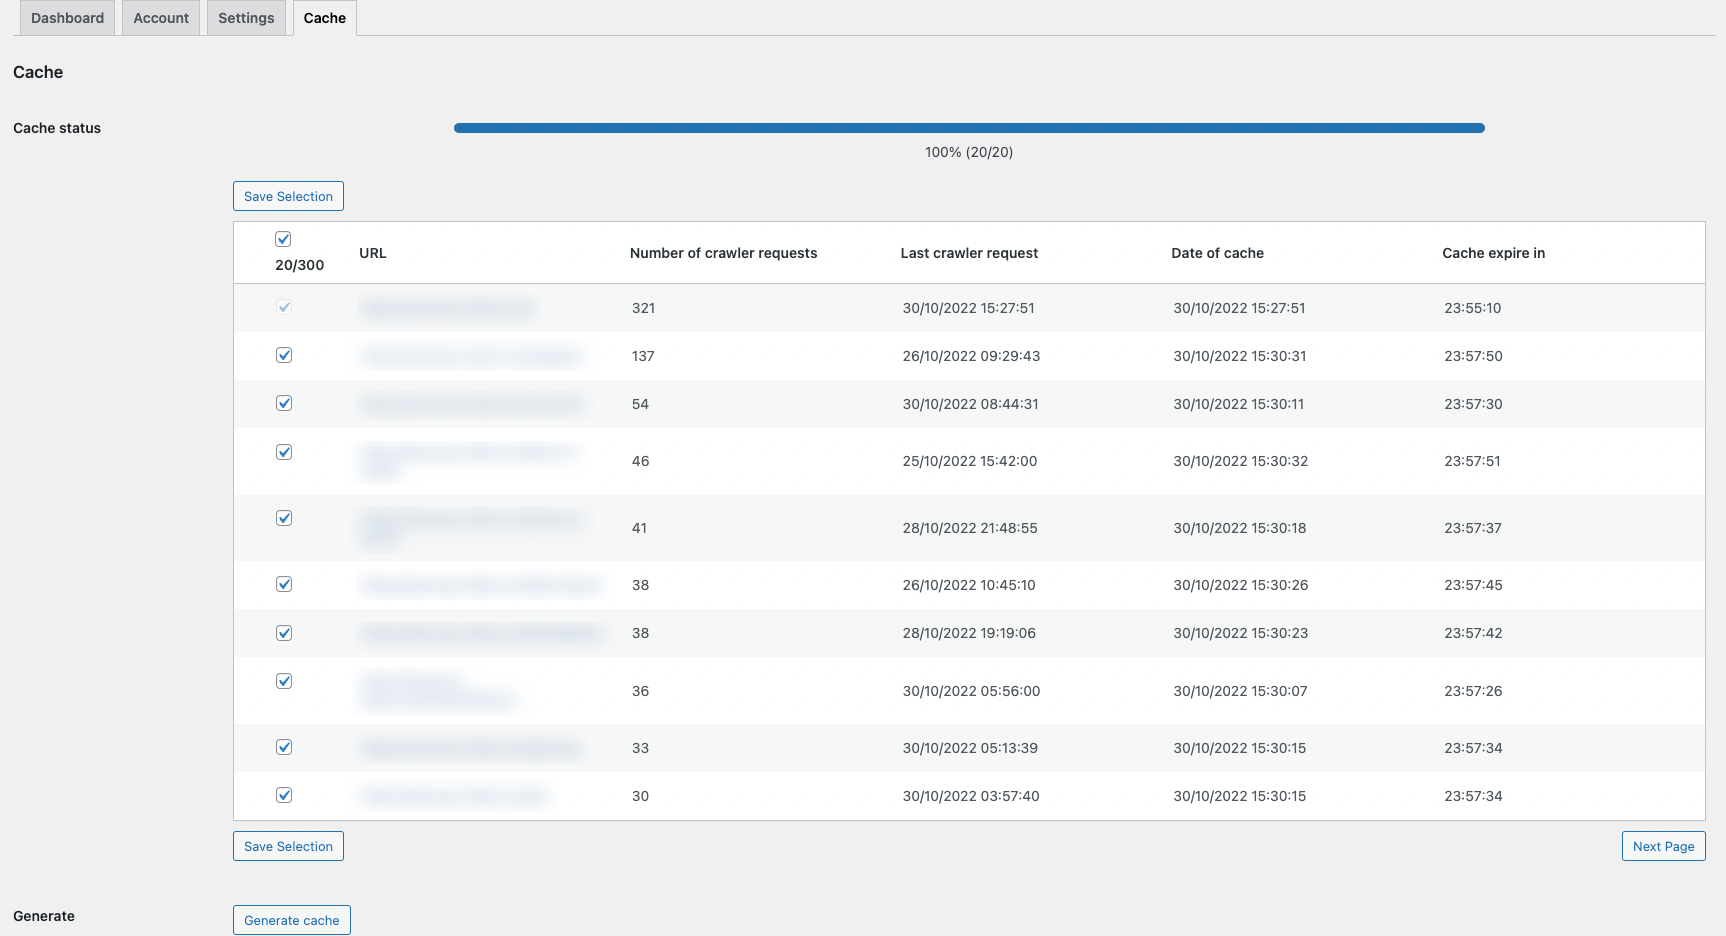 Dashboard Account Settings Cache
Cache
Cache status
100% (20/20)
Save Selection
20/300 URL Number of crawler requests Last crawler request Date of cache Cache expire in
321 30/10/2022 15:27:51 30/10/2022 15:27:51 23:55:10
137 26/10/2022 09:29:43 30/10/2022 15:30:31 23:57:50
54 30/10/2022 08:44:31 30/10/2022 15:30:11 23:57:30
46 25/10/2022 15:42:00 30/10/2022 15:30:32 23:57:51
41 28/10/2022 21:48:55 30/10/2022 15:30:18 23:57:37
38 26/10/2022 10:45:10 30/10/2022 15:30:26 23:57:45
38 28/10/2022 19:19:06 30/10/2022 15:30:23 23:57:42
36 30/10/2022 05:56:00 30/10/2022 15:30:07 23:57:26
33 30/10/2022 05:13:39 30/10/2022 15:30:15 23:57:34
30 30/10/2022 03:57:40 30/10/2022 15:30:15 23:57:34
Save Selection Next Page
Generate Generate cache